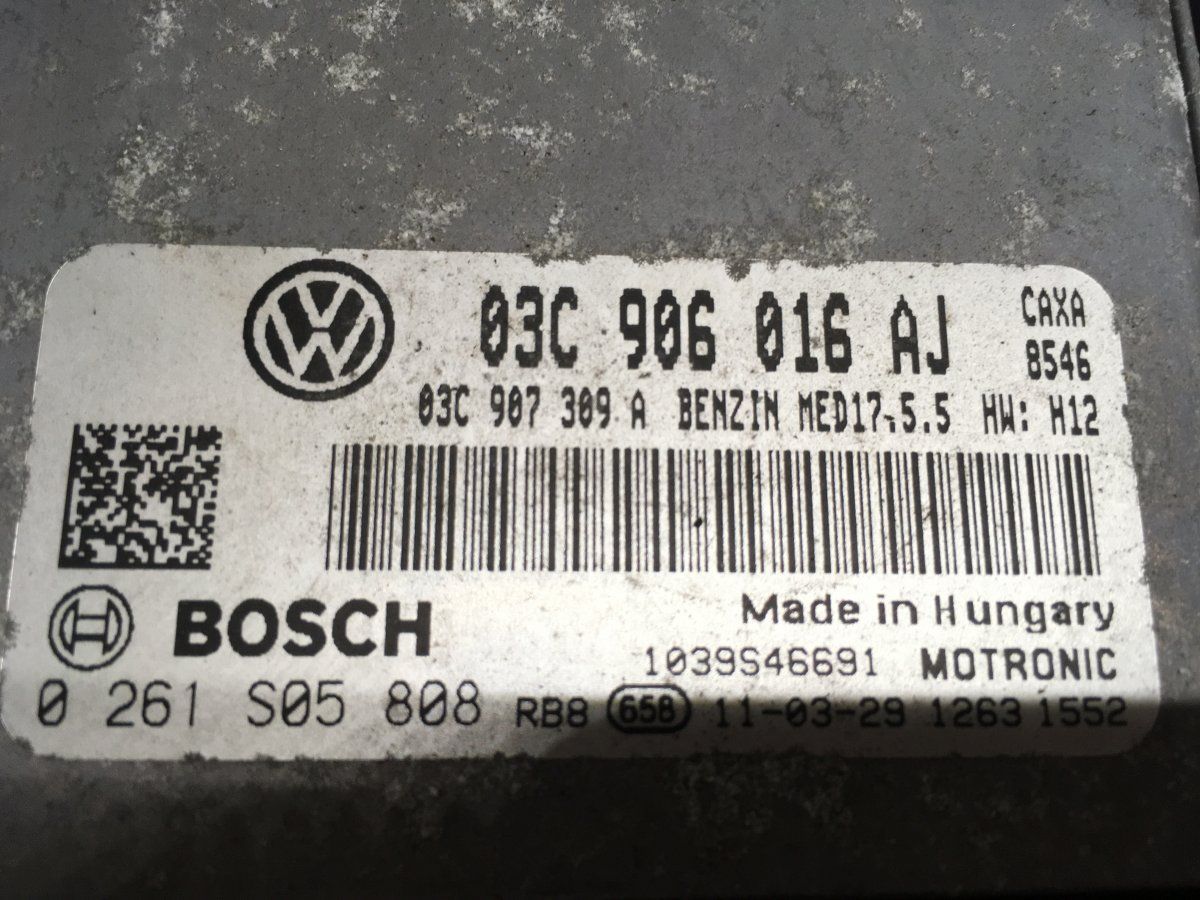 03C 906 016 AJ CAXA
8546
03C 907 309 A BENZIN MED17.5.5 HW: H12
BOSCH
Made in Hungary
1039S46691 MOTRONIC
0 261 S05 808 RB8 658 11-03-29 1263 1552